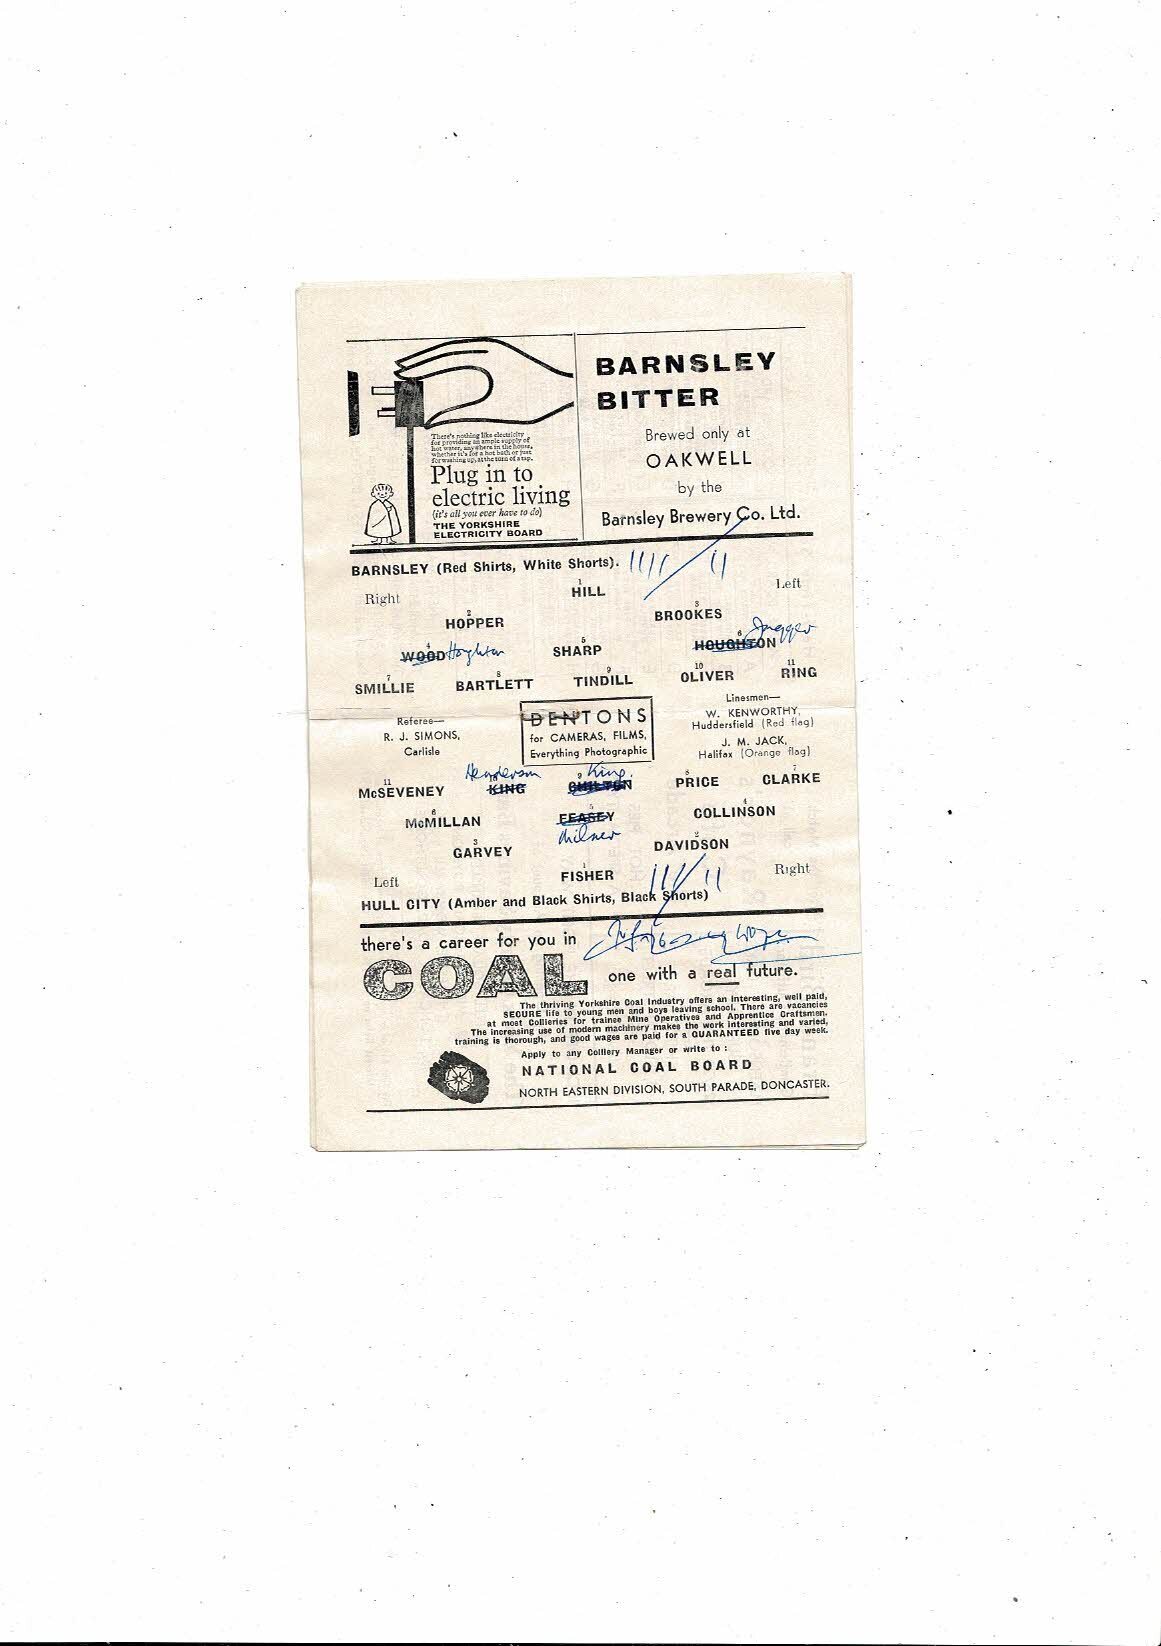 There's nothing like electricity
for providing an ample supply of
hot water, anywhere in the house,
whether it's for a hot bath or just
for washing up, at the turn of a tap.
Plug in to
electric living
(it's all you ever have to do)
THE YORKSHIRE
ELECTRICITY BOARD
BARNSLEY
BITTER
Brewed only at
OAKWELL
by the
Barnsley Brewery Co. Ltd.
BARNSLEY (Red Shirts, White Shorts).
Right
Left
1
HILL
2 3
HOPPER BROOKES
4 5 6
WOOD Hoghton SHARP HOUGHTON Jagger
7 8 9 10 11
SMILLIE BARTLETT TINDILL OLIVER RING
Referee—
R. J. SIMONS,
Carlisle
DENTONS
for CAMERAS, FILMS,
Everything Photographic
Linesmen—
W. KENWORTHY,
Huddersfield (Red flag)
J. M. JACK,
Halifax (Orange flag)
Henderson King.
11 10 9 8 7
McSEVENEY KING CHILTON PRICE CLARKE
6 5 4
McMILLAN FEASEY COLLINSON
Milner
3 2
GARVEY DAVIDSON
1
FISHER
Left
Right
HULL CITY (Amber and Black Shirts, Black Shorts)
there's a career for you in
COAL
one with a real future.
The thriving Yorkshire Coal Industry offers an interesting, well paid,
SECURE life to young men and boys leaving school. There are vacancies
at most Collieries for trainee Mine Operatives and Apprentice Craftsmen.
The increasing use of modern machinery makes the work interesting and varied,
training is thorough, and good wages are paid for a GUARANTEED five day week.
Apply to any Colliery Manager or write to :
NATIONAL COAL BOARD
NORTH EASTERN DIVISION, SOUTH PARADE, DONCASTER.